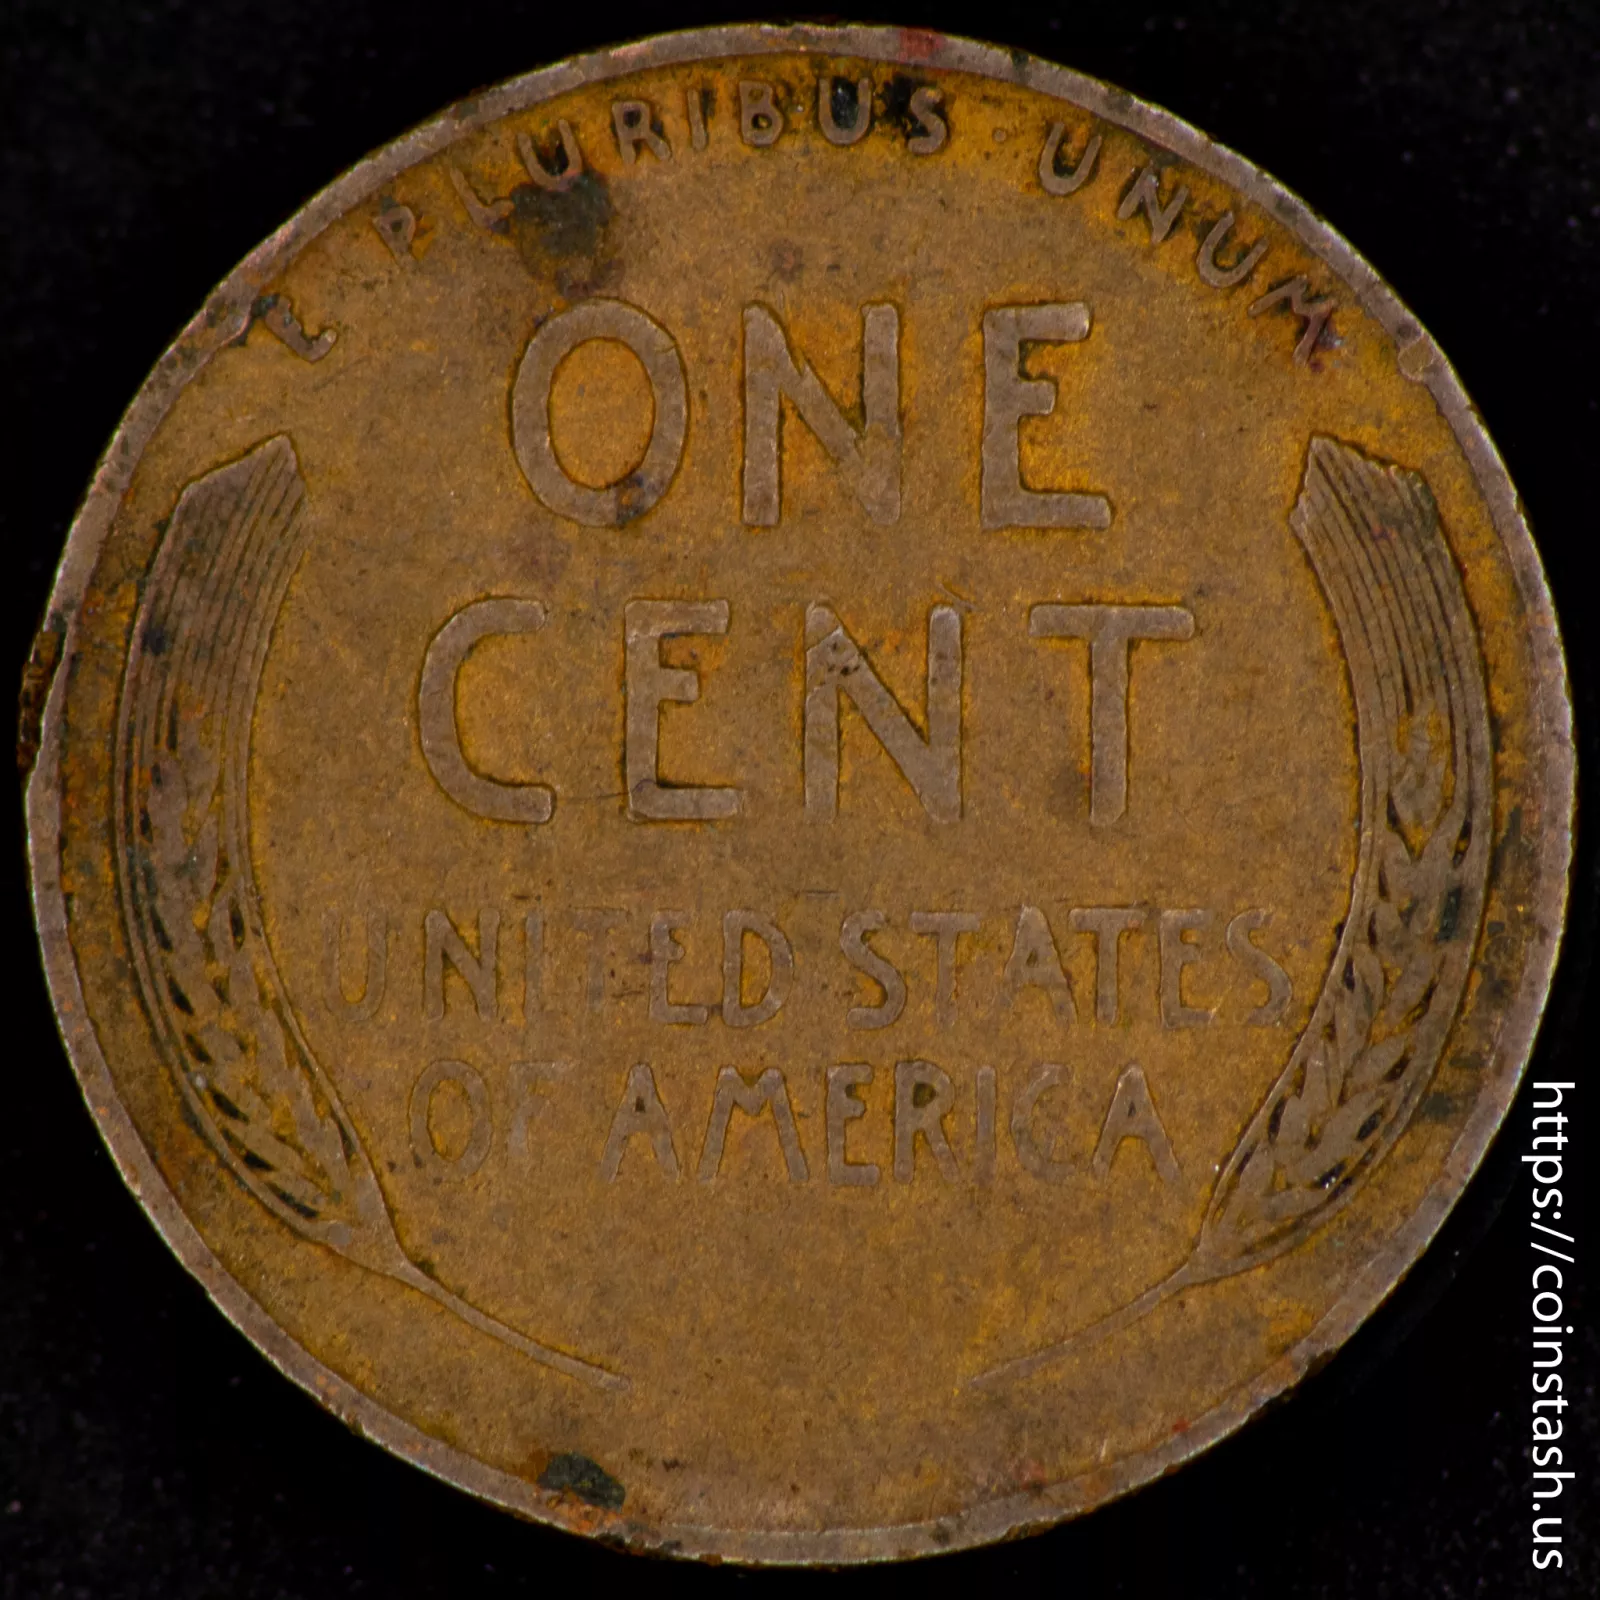 E PLURIBUS · UNUM
ONE
CENT
UNITED STATES
OF AMERICA
https://coinstash.us